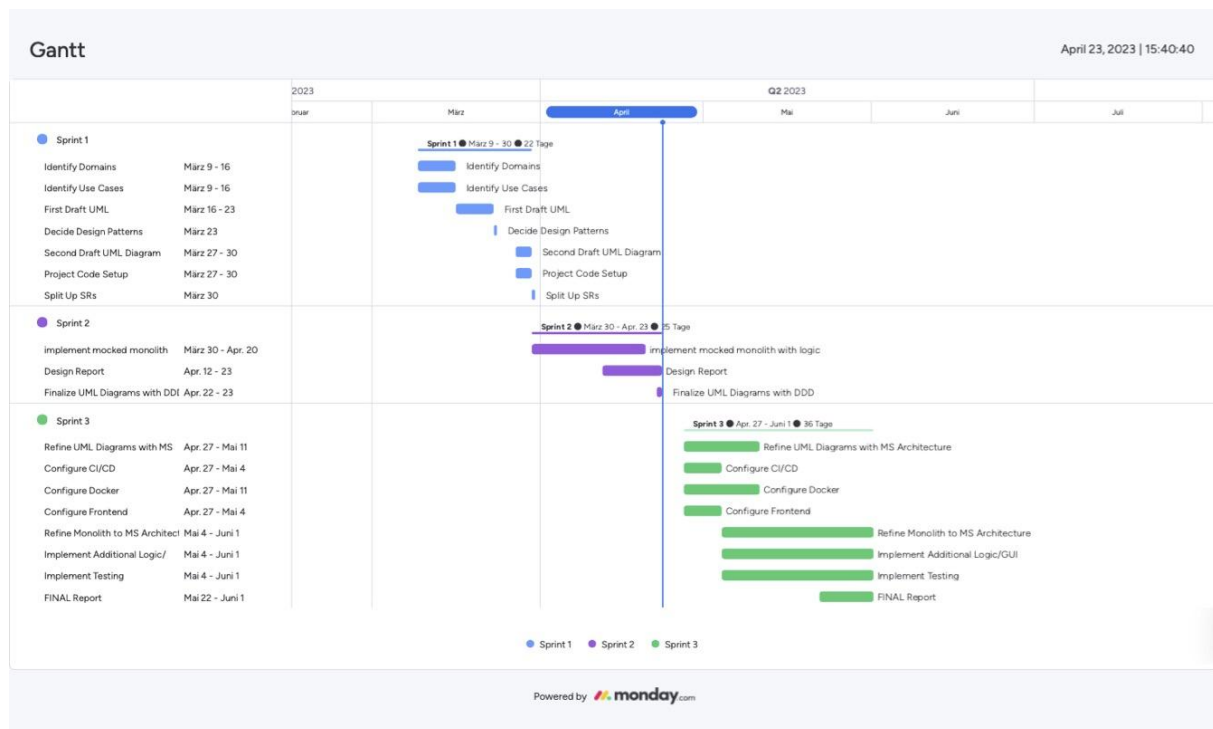 Gantt
April 23, 2023 | 15:40:40
2023
Q2 2023
bruar März April Mai Juni Juli
Sprint 1
Sprint 1 ● März 9 - 30 ● 22 Tage
Identify Domains März 9 - 16 Identify Domains
Identify Use Cases März 9 - 16 Identify Use Cases
First Draft UML März 16 - 23 First Draft UML
Decide Design Patterns März 23 Decide Design Patterns
Second Draft UML Diagram März 27 - 30 Second Draft UML Diagram
Project Code Setup März 27 - 30 Project Code Setup
Split Up SRs März 30 Split Up SRs
Sprint 2
Sprint 2 ● März 30 - Apr. 23 ● 25 Tage
implement mocked monolith März 30 - Apr. 20 implement mocked monolith with logic
Design Report Apr. 12 - 23 Design Report
Finalize UML Diagrams with DDD Apr. 22 - 23 Finalize UML Diagrams with DDD
Sprint 3
Sprint 3 ● Apr. 27 - Juni 1 ● 36 Tage
Refine UML Diagrams with MS Apr. 27 - Mai 11 Refine UML Diagrams with MS Architecture
Configure CI/CD Apr. 27 - Mai 4 Configure CI/CD
Configure Docker Apr. 27 - Mai 11 Configure Docker
Configure Frontend Apr. 27 - Mai 4 Configure Frontend
Refine Monolith to MS Architect Mai 4 - Juni 1 Refine Monolith to MS Architecture
Implement Additional Logic/ Mai 4 - Juni 1 Implement Additional Logic/GUI
Implement Testing Mai 4 - Juni 1 Implement Testing
FINAL Report Mai 22 - Juni 1 FINAL Report
Sprint 1 Sprint 2 Sprint 3
Powered by monday.com